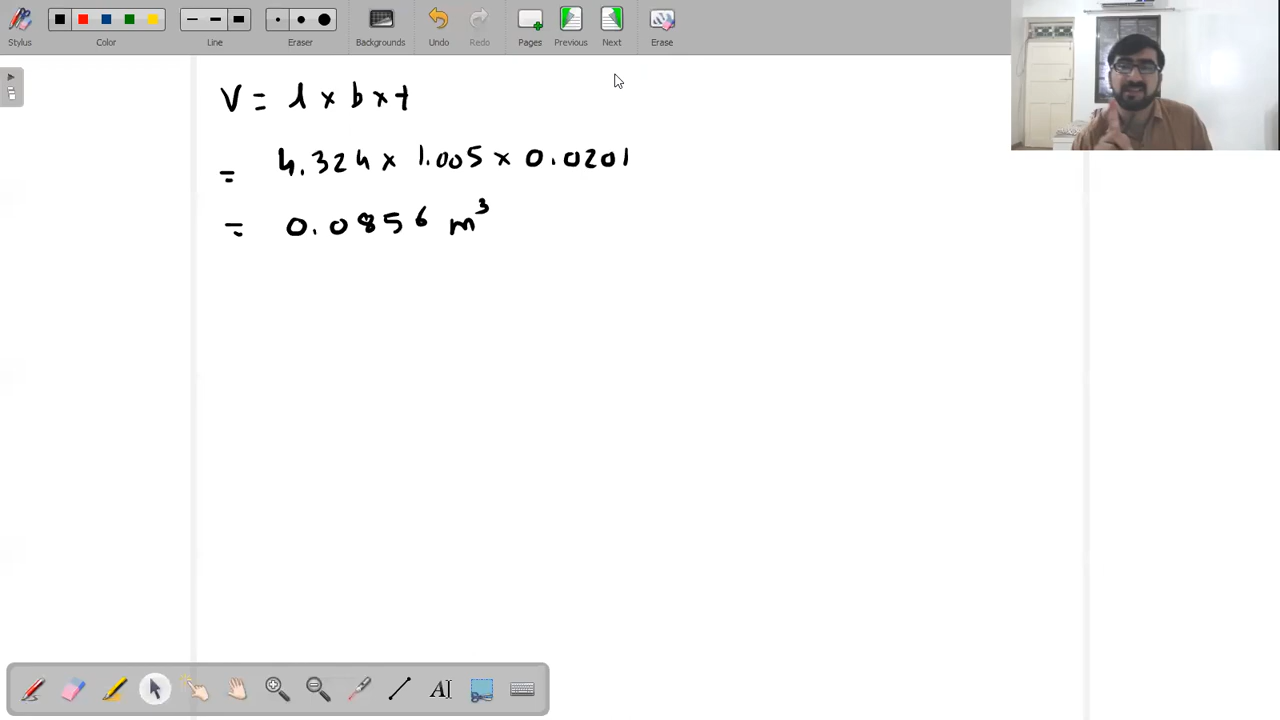 Stylus
Color
Line
Eraser
Backgrounds
Undo
Redo
Pages
Previous
Next
Erase
V = l × b × t
= 4.324 × 1.005 × 0.0201
= 0.0856 m³
AI